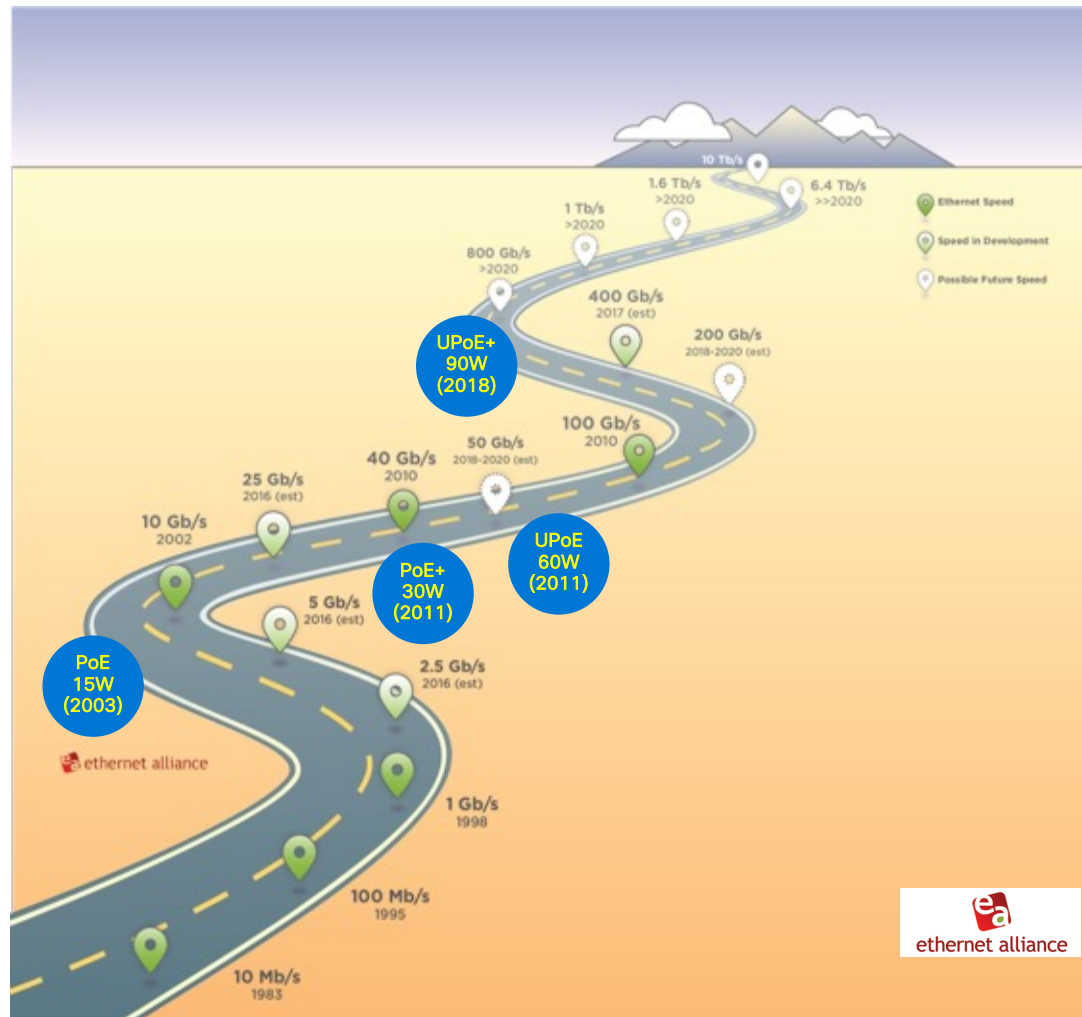 10 Tb/s
1.6 Tb/s
>2020
6.4 Tb/s
>>2020
1 Tb/s
>2020
Ethernet Speed
Speed in Development
Possible Future Speed
800 Gb/s
>2020
400 Gb/s
2017 (est)
200 Gb/s
2018-2020 (est)
UPoE+
90W
(2018)
100 Gb/s
2010
50 Gb/s
2018-2020 (est)
40 Gb/s
2010
25 Gb/s
2016 (est)
10 Gb/s
2002
UPoE
60W
(2011)
PoE+
30W
(2011)
5 Gb/s
2016 (est)
PoE
15W
(2003)
2.5 Gb/s
2016 (est)
ea ethernet alliance
1 Gb/s
1998
100 Mb/s
1995
ea
ethernet alliance
10 Mb/s
1983